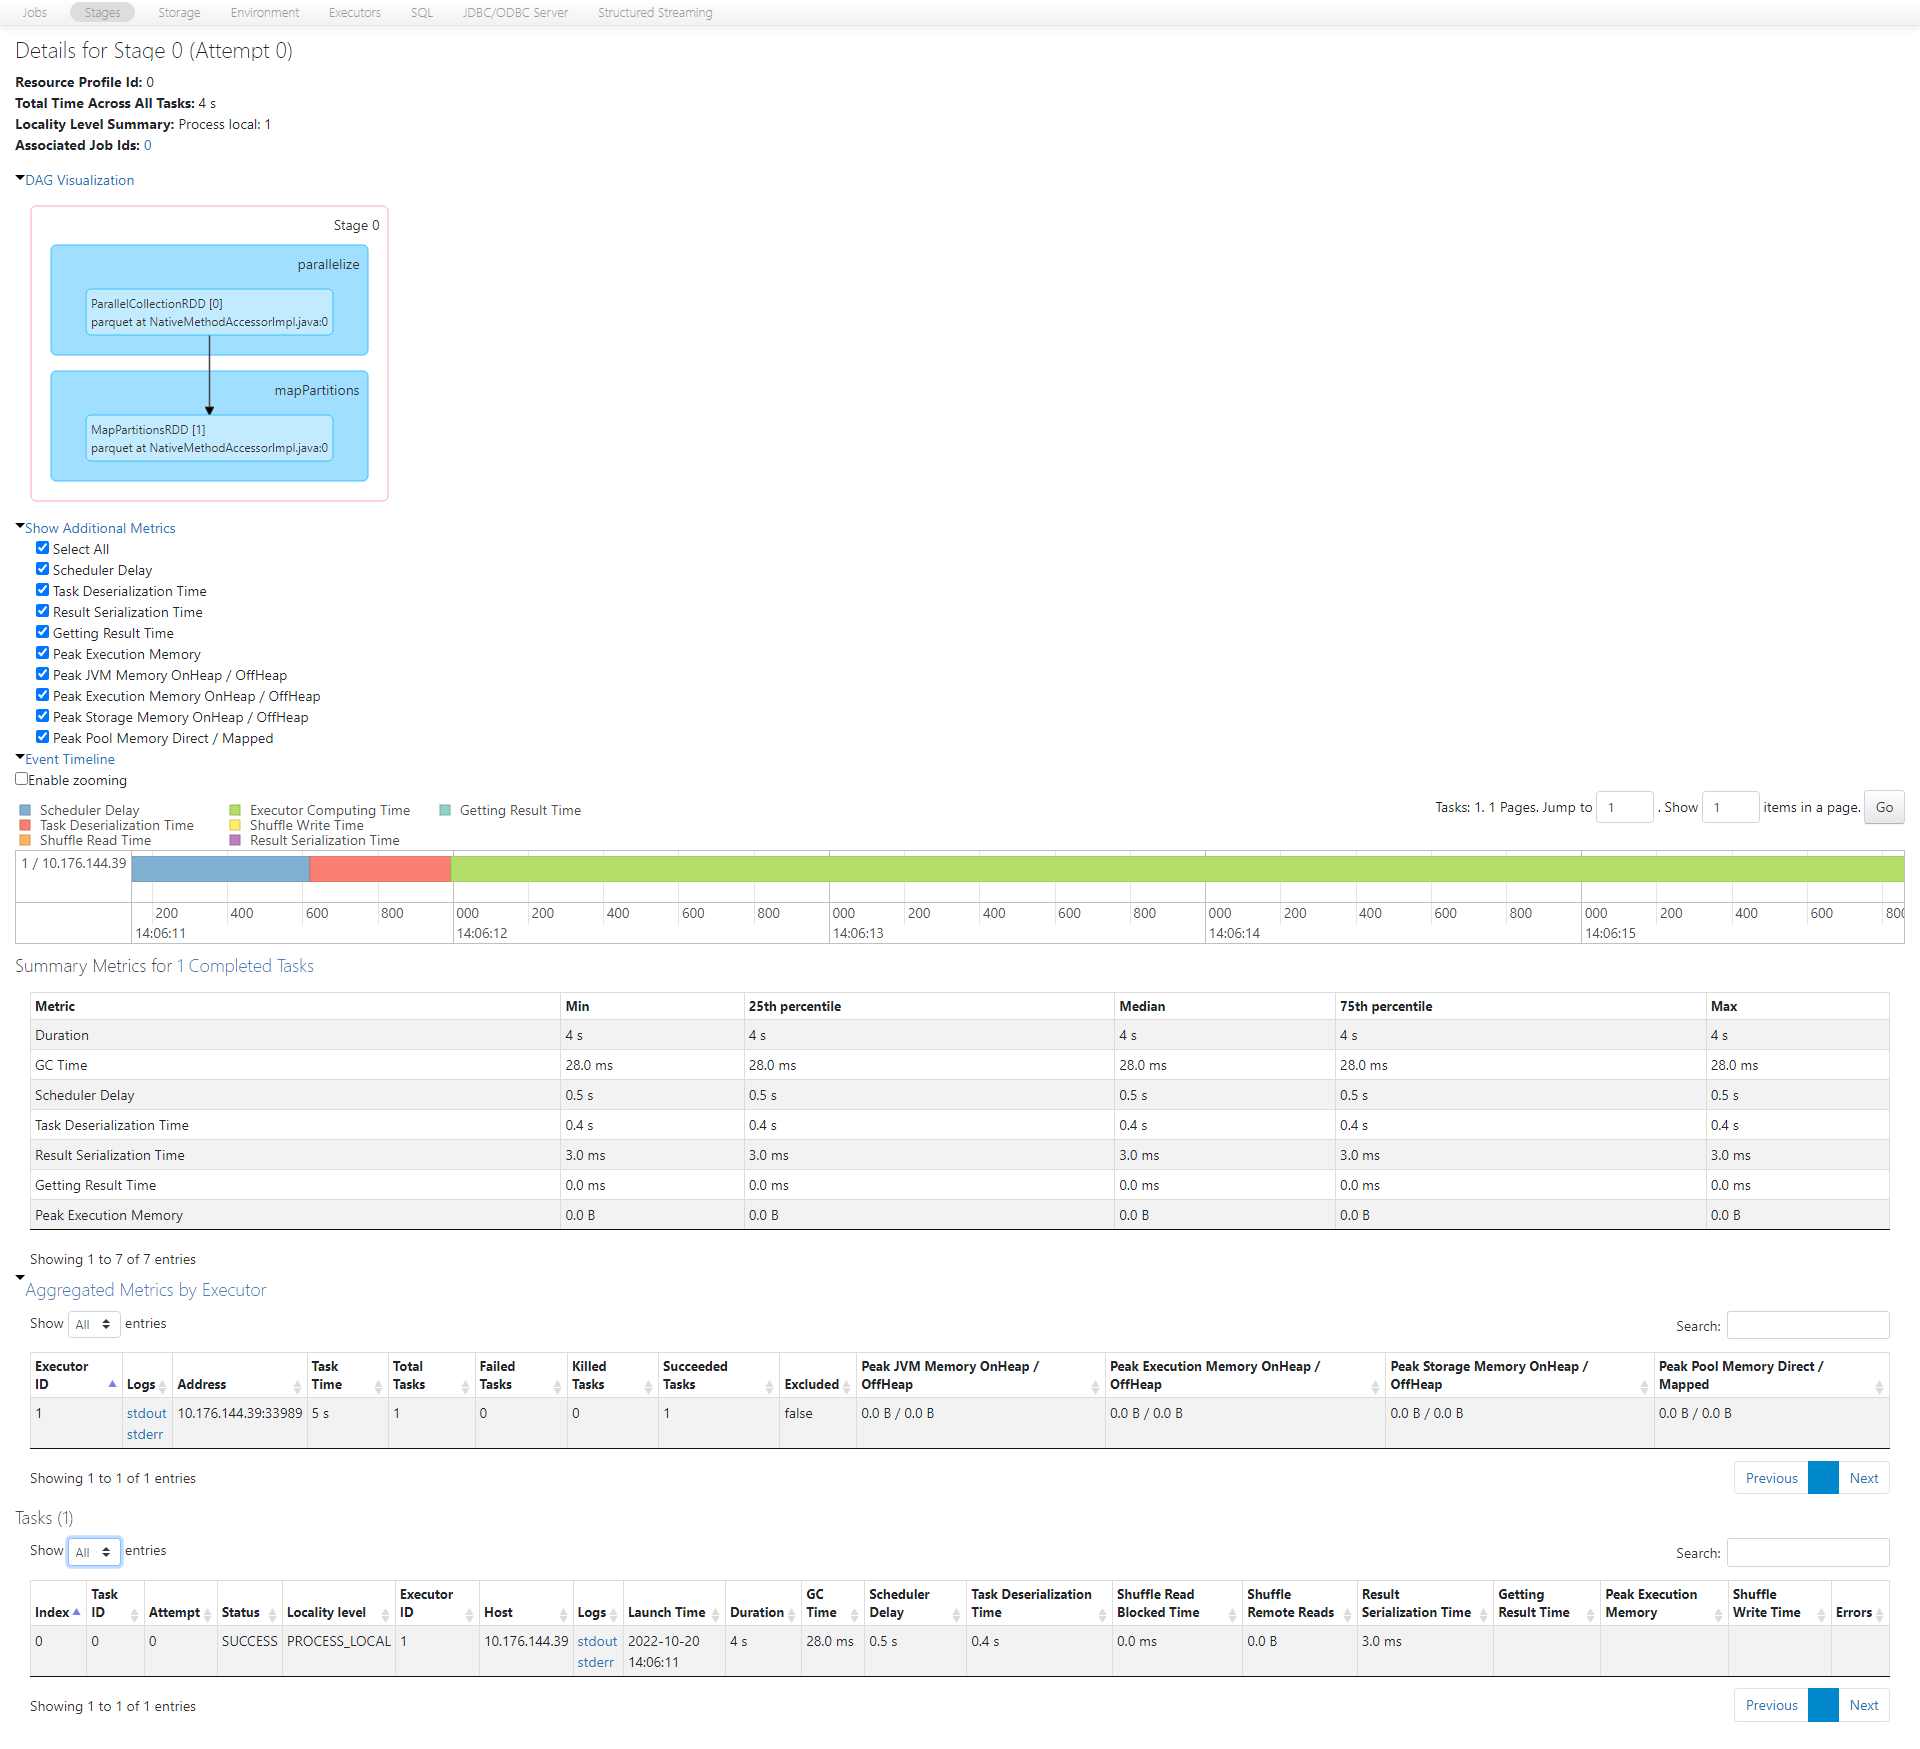 Jobs Stages Storage Environment Executors SQL JDBC/ODBC Server Structured Streaming
Details for Stage 0 (Attempt 0)
Resource Profile Id: 0
Total Time Across All Tasks: 4 s
Locality Level Summary: Process local: 1
Associated Job Ids: 0
DAG Visualization
Stage 0
parallelize
ParallelCollectionRDD [0]
parquet at NativeMethodAccessorImpl.java:0
mapPartitions
MapPartitionsRDD [1]
parquet at NativeMethodAccessorImpl.java:0
Show Additional Metrics
Select All
Scheduler Delay
Task Deserialization Time
Result Serialization Time
Getting Result Time
Peak Execution Memory
Peak JVM Memory OnHeap / OffHeap
Peak Execution Memory OnHeap / OffHeap
Peak Storage Memory OnHeap / OffHeap
Peak Pool Memory Direct / Mapped
Event Timeline
Enable zooming
Scheduler Delay Executor Computing Time Getting Result Time
Task Deserialization Time Shuffle Write Time
Shuffle Read Time Result Serialization Time
Tasks: 1. 1 Pages. Jump to 1 . Show 1 items in a page. Go
1 / 10.176.144.39
200 400 600 800 000 200 400 600 800 000 200 400 600 800 000 200 400 600 800 000 200 400 600 800
14:06:11 14:06:12 14:06:13 14:06:14 14:06:15
Summary Metrics for 1 Completed Tasks
Metric Min 25th percentile Median 75th percentile Max
Duration 4 s 4 s 4 s 4 s 4 s
GC Time 28.0 ms 28.0 ms 28.0 ms 28.0 ms 28.0 ms
Scheduler Delay 0.5 s 0.5 s 0.5 s 0.5 s 0.5 s
Task Deserialization Time 0.4 s 0.4 s 0.4 s 0.4 s 0.4 s
Result Serialization Time 3.0 ms 3.0 ms 3.0 ms 3.0 ms 3.0 ms
Getting Result Time 0.0 ms 0.0 ms 0.0 ms 0.0 ms 0.0 ms
Peak Execution Memory 0.0 B 0.0 B 0.0 B 0.0 B 0.0 B
Showing 1 to 7 of 7 entries
Aggregated Metrics by Executor
Show All entries Search:
Executor Task Total Failed Killed Succeeded Peak JVM Memory OnHeap / Peak Execution Memory OnHeap / Peak Storage Memory OnHeap / Peak Pool Memory Direct /
ID Logs Address Time Tasks Tasks Tasks Tasks Excluded OffHeap OffHeap OffHeap Mapped
1 stdout 10.176.144.39:33989 5 s 1 0 0 1 false 0.0 B / 0.0 B 0.0 B / 0.0 B 0.0 B / 0.0 B 0.0 B / 0.0 B
stderr
Showing 1 to 1 of 1 entries Previous Next
Tasks (1)
Show All entries Search:
Task Executor GC Scheduler Task Deserialization Shuffle Read Shuffle Result Getting Peak Execution Shuffle
Index ID Attempt Status Locality level ID Host Logs Launch Time Duration Time Delay Time Blocked Time Remote Reads Serialization Time Result Time Memory Write Time Errors
0 0 0 SUCCESS PROCESS_LOCAL 1 10.176.144.39 stdout 2022-10-20 4 s 28.0 ms 0.5 s 0.4 s 0.0 ms 0.0 B 3.0 ms
stderr 14:06:11
Showing 1 to 1 of 1 entries Previous Next